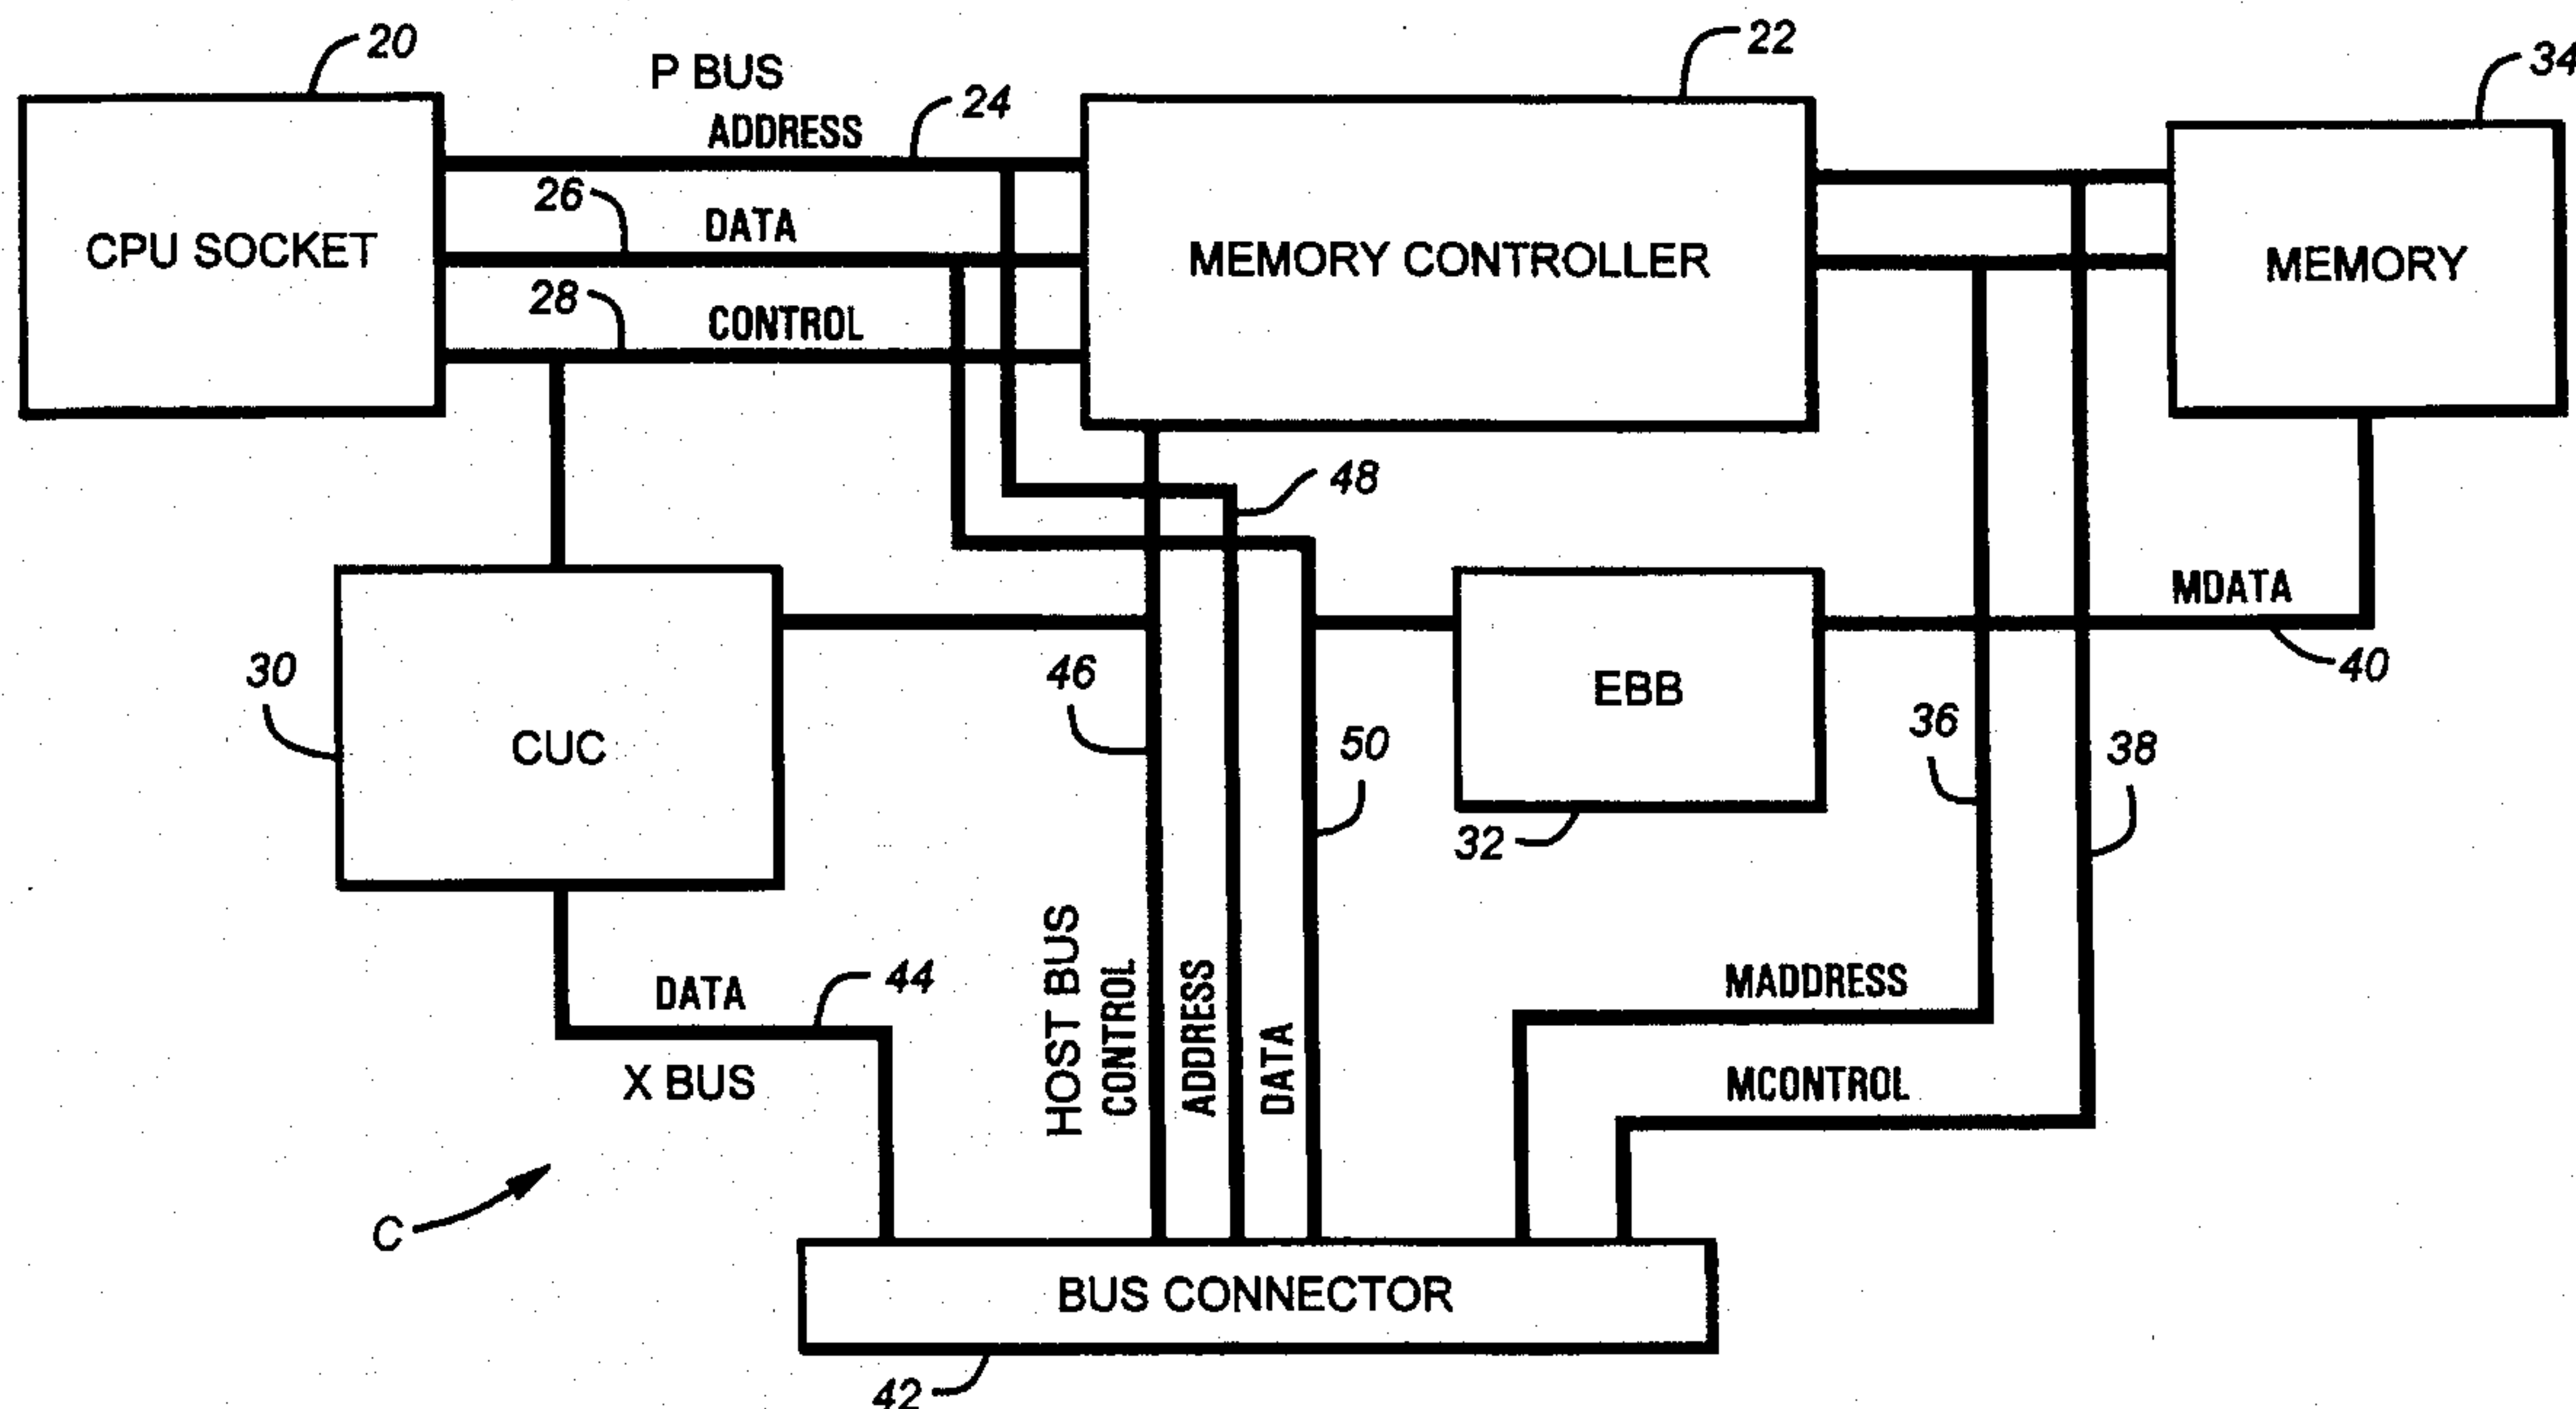 20
P BUS
22
34
ADDRESS
24
26
DATA
CPU SOCKET
MEMORY CONTROLLER
MEMORY
28
CONTROL
48
MDATA
30
46
EBB
40
CUC
50
36
38
32
HOST BUS
CONTROL
ADDRESS
DATA
DATA
44
MADDRESS
X BUS
MCONTROL
C
BUS CONNECTOR
42